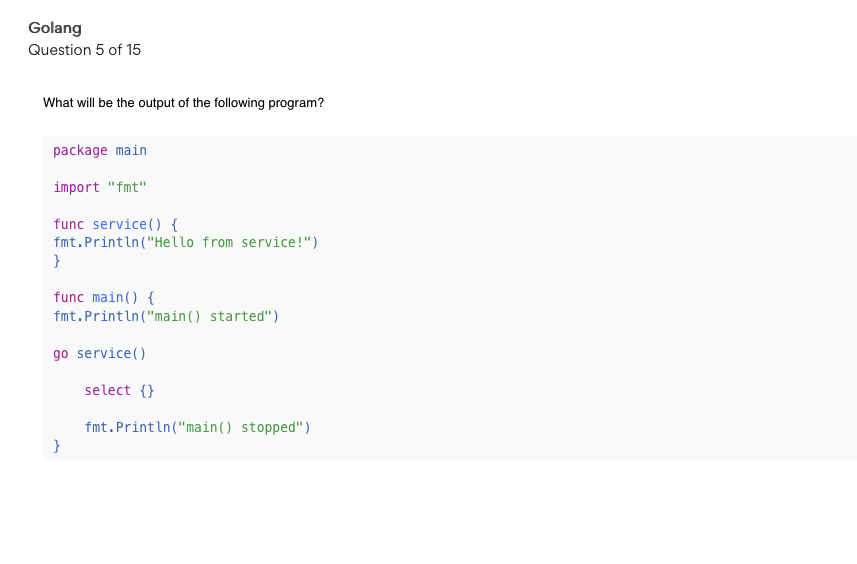 Golang
Question 5 of 15
What will be the output of the following program?
package main
import "fmt"
func service() {
fmt.Println("Hello from service!")
}
func main() {
fmt.Println("main() started")
go service()
select {}
fmt.Println("main() stopped")
}